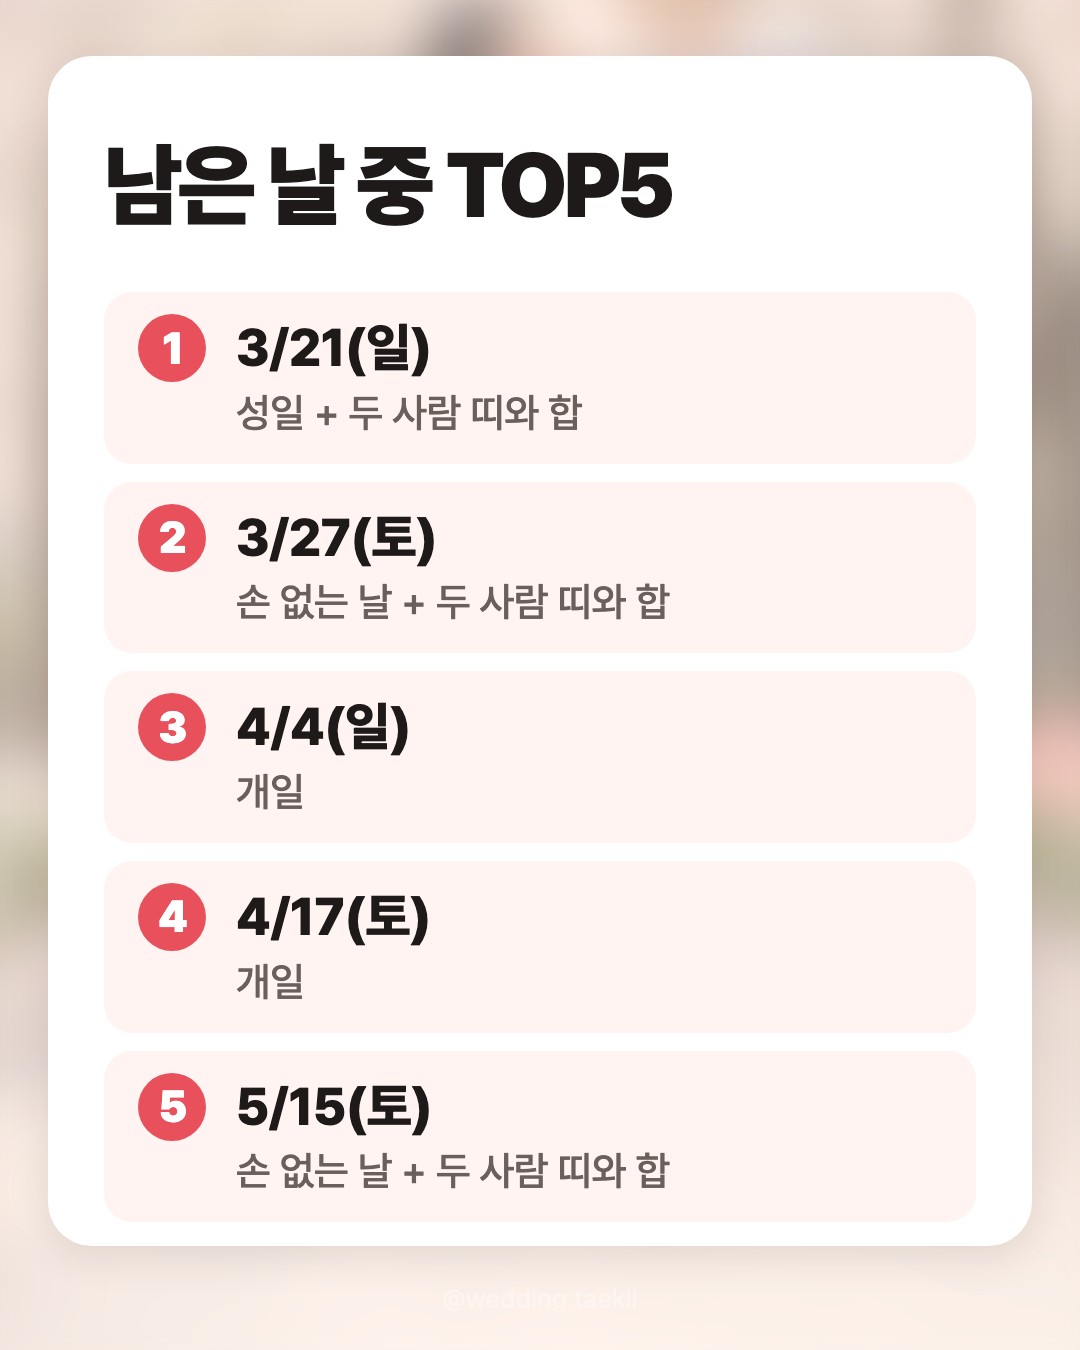 남은 날 중 TOP5
1 3/21(일)
성일 + 두 사람 띠와 합
2 3/27(토)
손 없는 날 + 두 사람 띠와 합
3 4/4(일)
개일
4 4/17(토)
개일
5 5/15(토)
손 없는 날 + 두 사람 띠와 합
@wedding.taekil